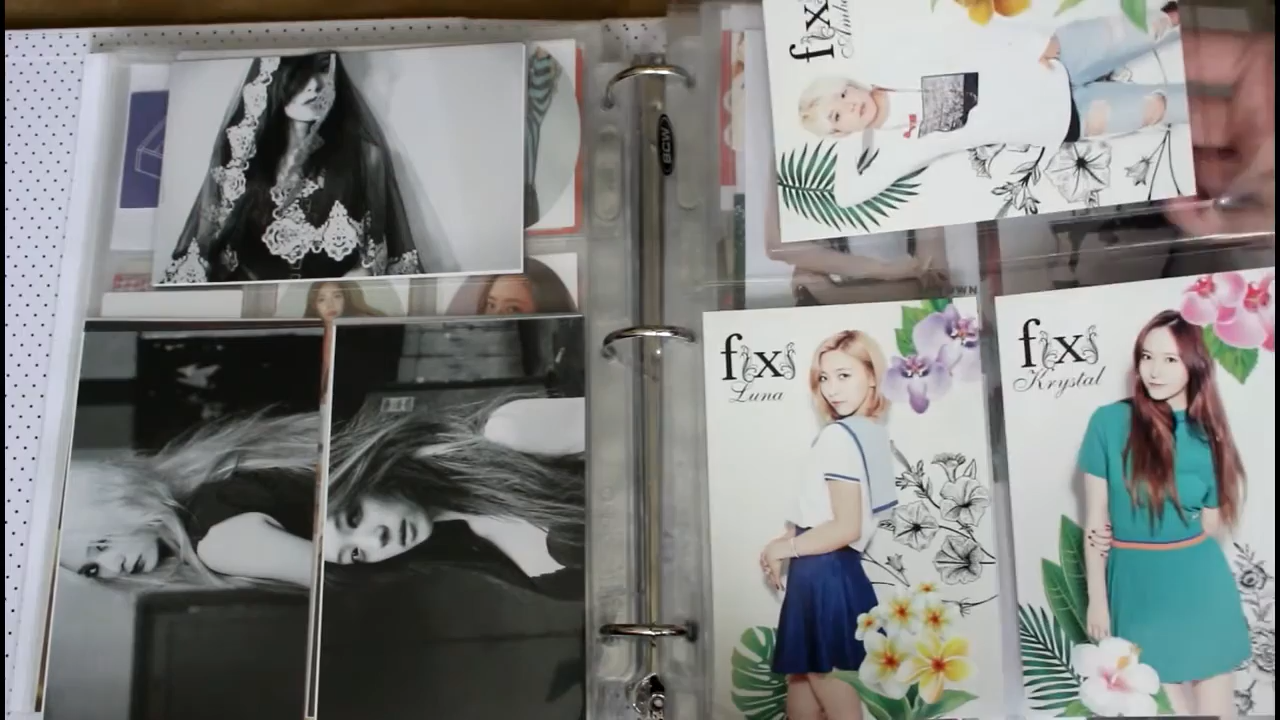 BCW
f(x)
Amber
f(x)
Luna
f(x)
Krystal